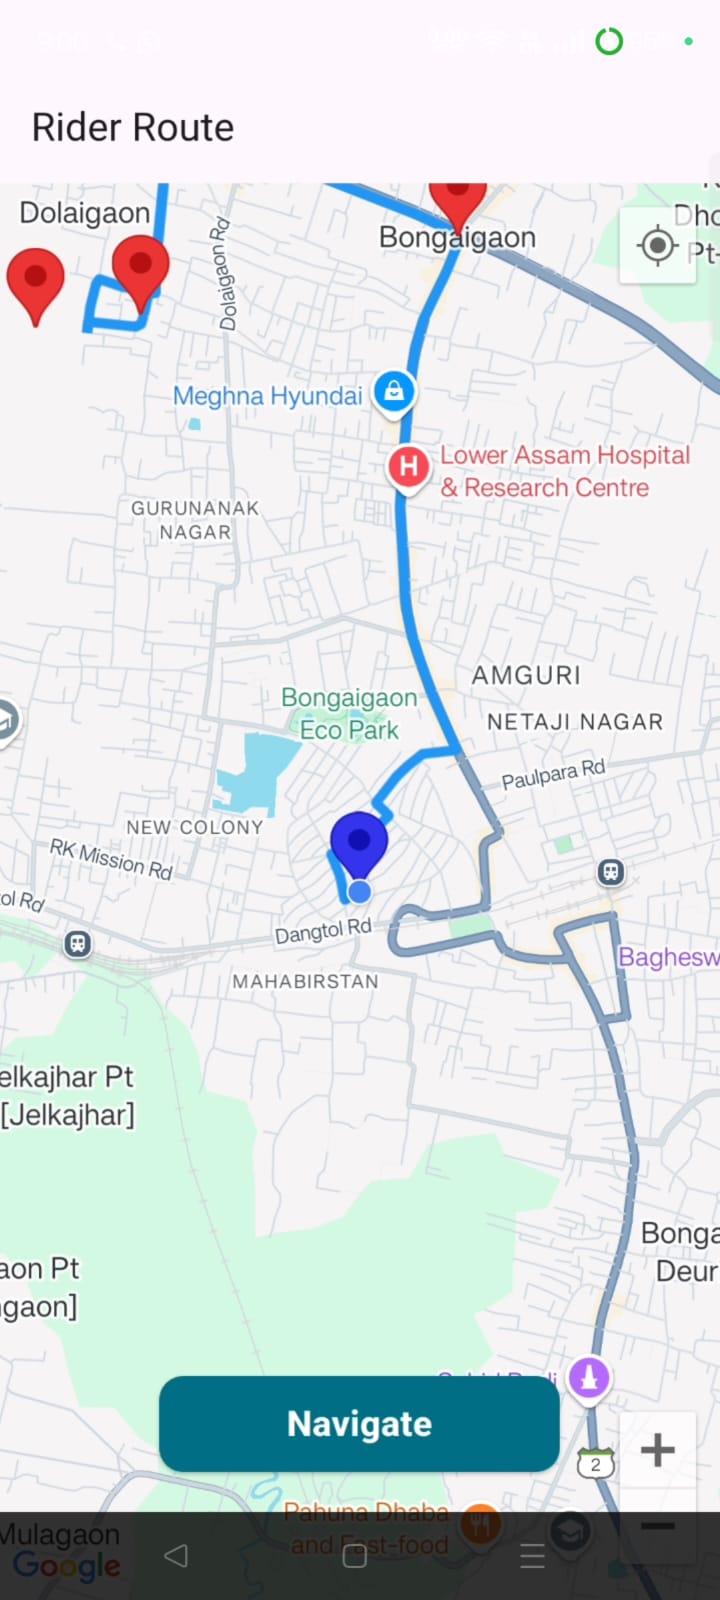 Rider Route
Dolaigaon
Dolaigaon Rd
Bongaigaon
Dho
Pt-
Meghna Hyundai
H
Lower Assam Hospital
& Research Centre
GURUNANAK
NAGAR
AMGURI
Bongaigaon
Eco Park
NETAJI NAGAR
Paulpara Rd
NEW COLONY
RK Mission Rd
ol Rd
Dangtol Rd
Baghesw
MAHABIRSTAN
elkajhar Pt
[Jelkajhar]
Bonga
Deur
aon Pt
gaon]
Navigate
2
Pahuna Dhaba
and Fast-food
Mulagaon
Google